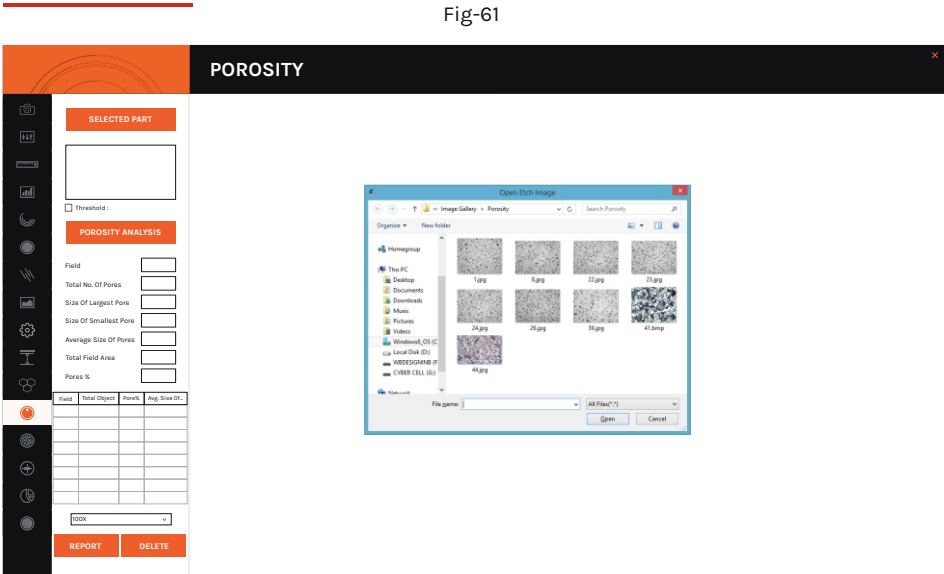 Fig-61
POROSITY
×
SELECTED PART
Threshold :
POROSITY ANALYSIS
Field
Total No. Of Pores
Size Of Largest Pore
Size Of Smallest Pore
Average Size Of Pores
Total Field Area
Pores %
Field Total Object Pore% Avg. Size Of...
100X
REPORT DELETE
Open Etch Image
Image Gallery Porosity Search Porosity
Organize New folder
Homegroup
This PC
Desktop
Documents
Downloads
Music
Pictures
Videos
Windows8_OS (C
Local Disk (D:)
WBDESIGNING (F
CYBER CELL (G:)
Network
1.jpg 8.jpg 22.jpg 23.jpg
24.jpg 26.jpg 39.jpg 41.bmp
44.jpg
File name: All Files(*.*)
Open Cancel